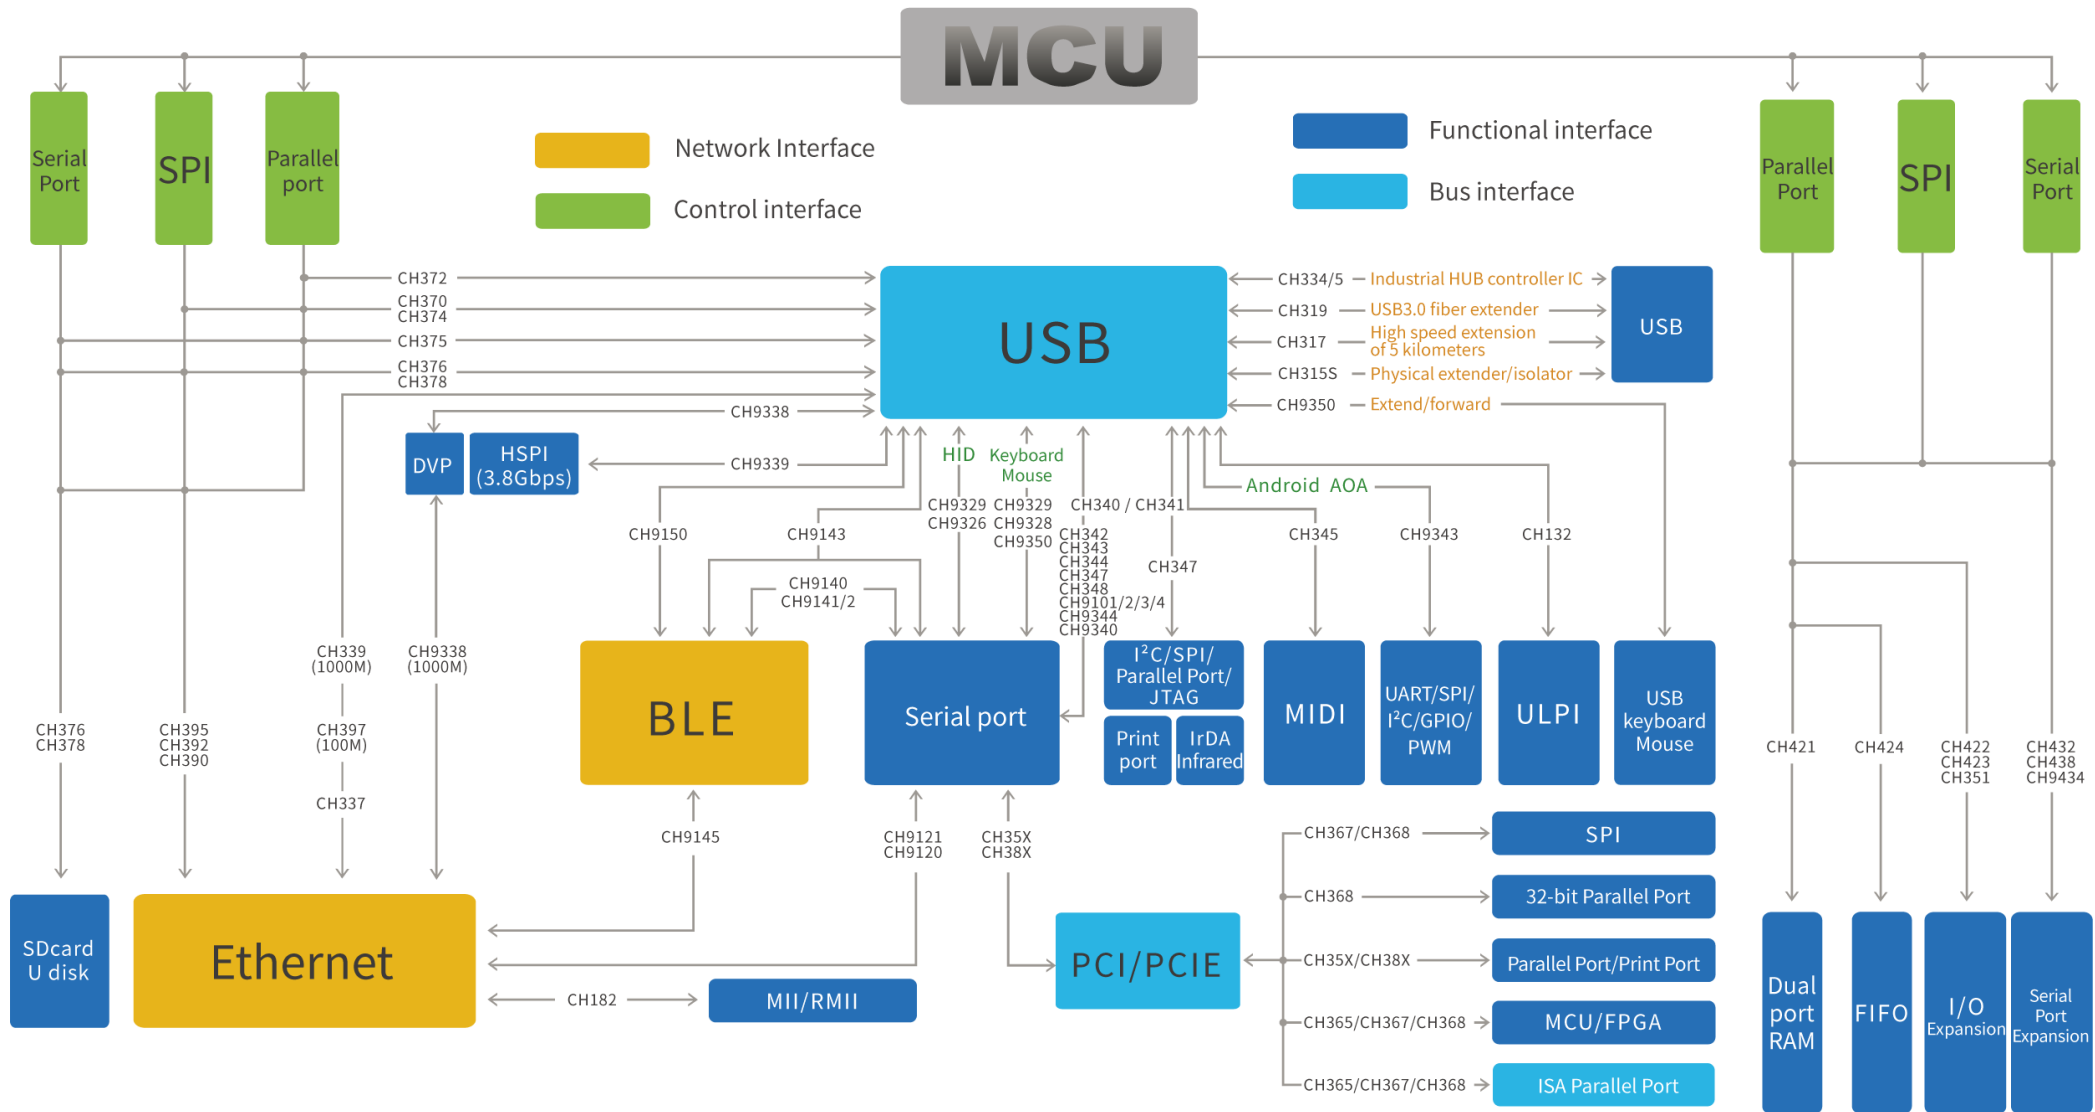 MCU
Serial
Port
SPI
Parallel
port
Network Interface
Control interface
Functional interface
Bus interface
Parallel
Port
SPI
Serial
Port
CH372
CH370
CH374
CH375
CH376
CH378
USB
CH334/5
Industrial HUB controller IC
CH319
USB3.0 fiber extender
CH317
High speed extension
of 5 kilometers
CH315S
Physical extender/isolator
CH9350
Extend/forward
USB
CH9338
DVP
HSPI
(3.8Gbps)
CH9339
HID
Keyboard
Mouse
Android AOA
CH9150
CH9143
CH9329
CH9326
CH9329
CH9328
CH9350
CH340 / CH341
CH342
CH343
CH344
CH347
CH348
CH9101/2/3/4
CH9344
CH9340
CH347
CH345
CH9343
CH132
CH9140
CH9141/2
CH339
(1000M)
CH9338
(1000M)
CH376
CH378
CH395
CH392
CH390
CH397
(100M)
CH337
BLE
Serial port
I²C/SPI/
Parallel Port/
JTAG
Print
port
IrDA
Infrared
MIDI
UART/SPI/
I²C/GPIO/
PWM
ULPI
USB
keyboard
Mouse
CH421
CH424
CH422
CH423
CH351
CH432
CH438
CH9434
CH9145
CH9121
CH9120
CH35X
CH38X
SDcard
U disk
Ethernet
CH182
MII/RMII
PCI/PCIE
CH367/CH368
SPI
CH368
32-bit Parallel Port
CH35X/CH38X
Parallel Port/Print Port
CH365/CH367/CH368
MCU/FPGA
CH365/CH367/CH368
ISA Parallel Port
Dual
port
RAM
FIFO
I/O
Expansion
Serial
Port
Expansion